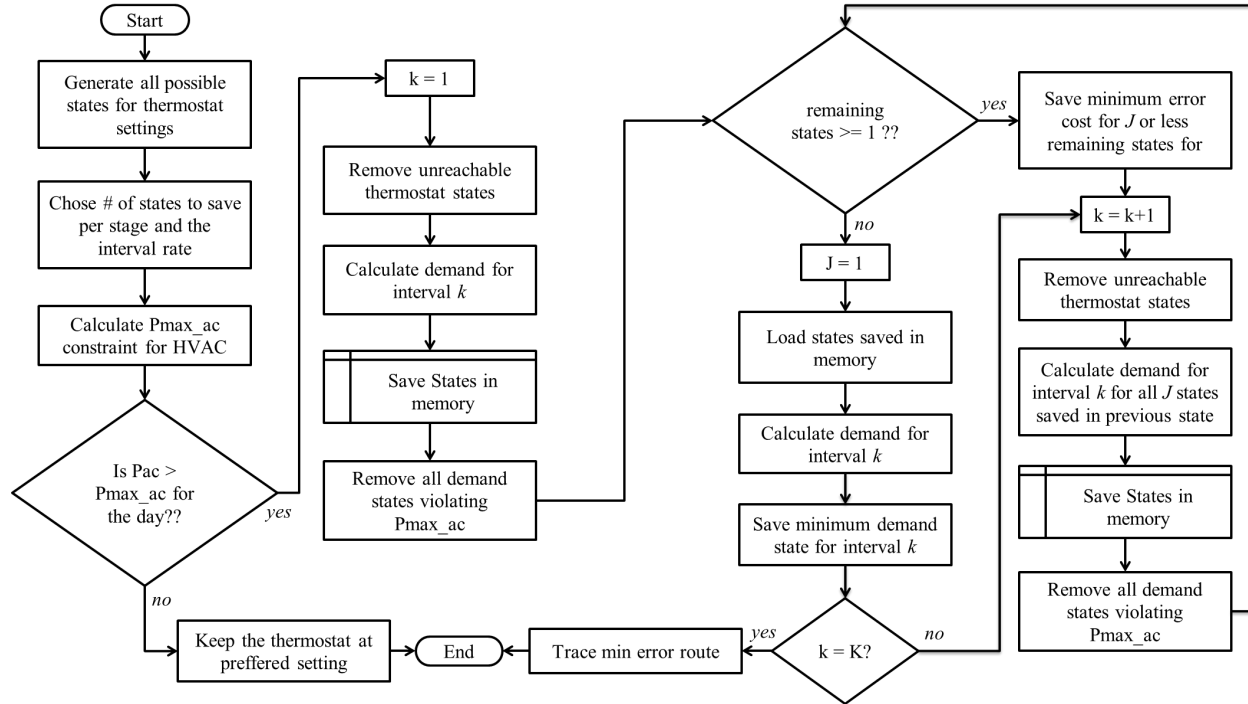 Start
Generate all possible
states for thermostat
settings
Chose # of states to save
per stage and the
interval rate
Calculate Pmax_ac
constraint for HVAC
Is Pac >
Pmax_ac for
the day??
yes
no
Keep the thermostat at
preffered setting
End
k = 1
Remove unreachable
thermostat states
Calculate demand for
interval k
Save States in
memory
Remove all demand
states violating
Pmax_ac
remaining
states >= 1 ??
yes
no
J = 1
Load states saved in
memory
Calculate demand for
interval k
Save minimum demand
state for interval k
k = K?
yes
no
Trace min error route
Save minimum error
cost for J or less
remaining states for
k = k+1
Remove unreachable
thermostat states
Calculate demand for
interval k for all J states
saved in previous state
Save States in
memory
Remove all demand
states violating
Pmax_ac